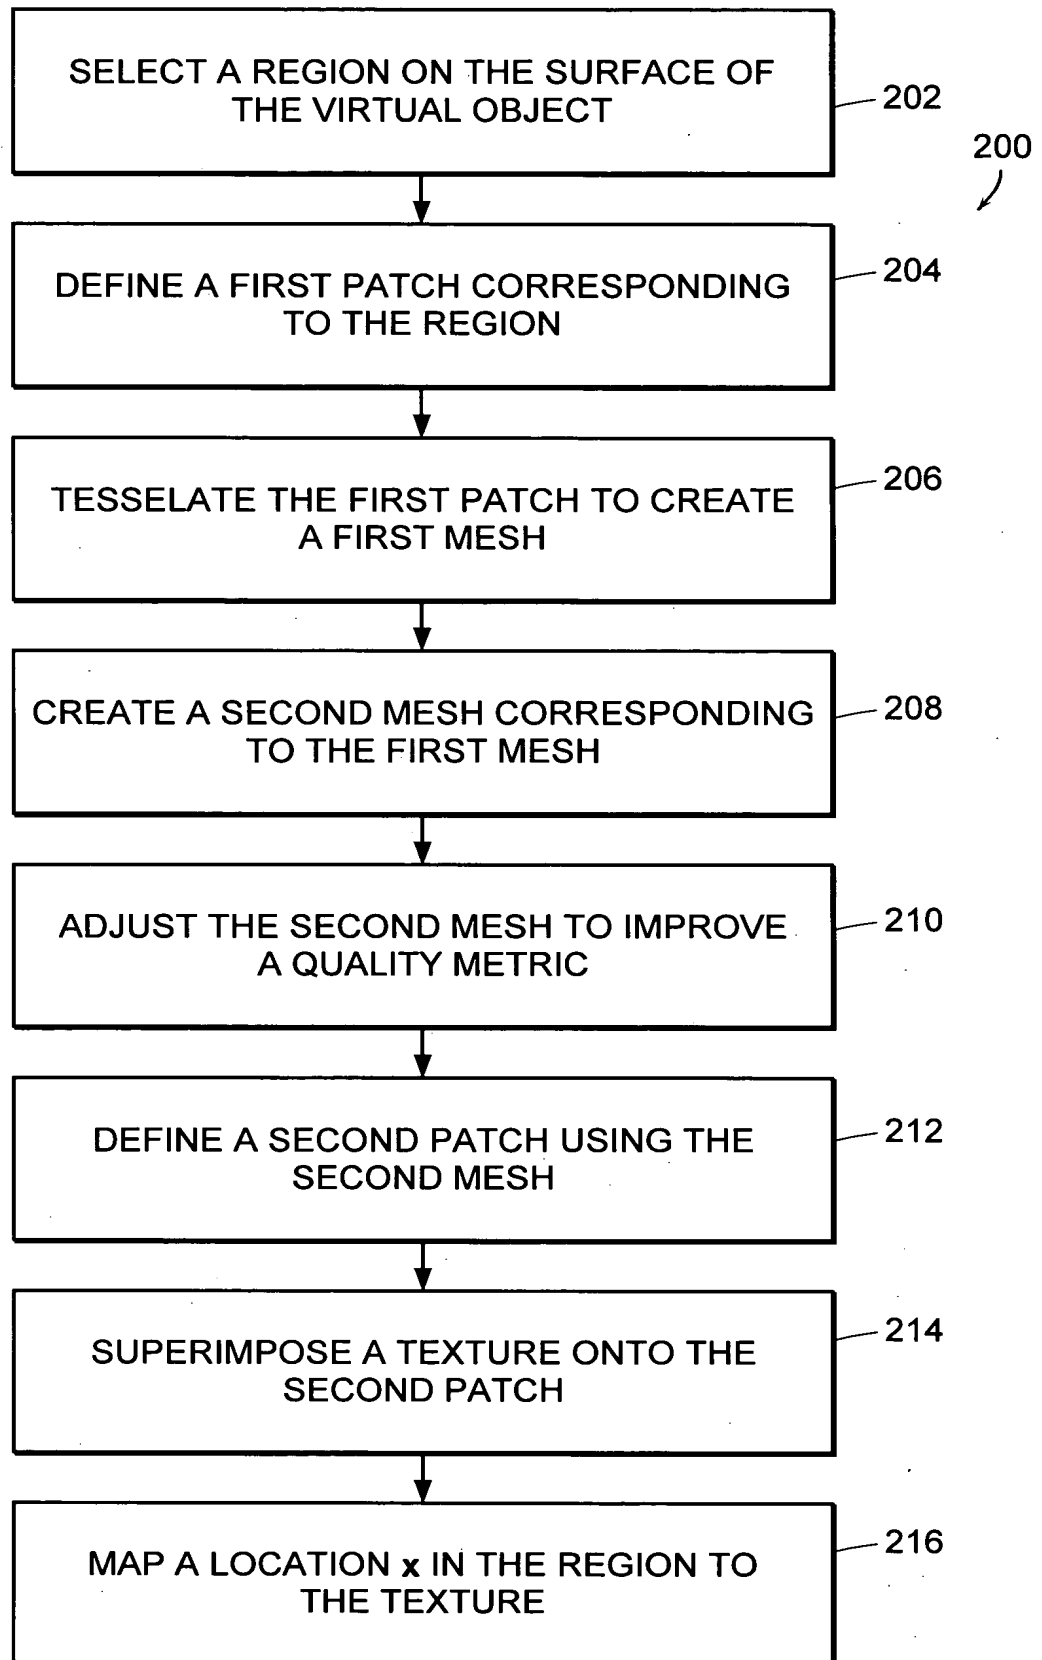 SELECT A REGION ON THE SURFACE OF
THE VIRTUAL OBJECT
202
200
DEFINE A FIRST PATCH CORRESPONDING
TO THE REGION
204
TESSELATE THE FIRST PATCH TO CREATE
A FIRST MESH
206
CREATE A SECOND MESH CORRESPONDING
TO THE FIRST MESH
208
ADJUST THE SECOND MESH TO IMPROVE
A QUALITY METRIC
210
DEFINE A SECOND PATCH USING THE
SECOND MESH
212
SUPERIMPOSE A TEXTURE ONTO THE
SECOND PATCH
214
MAP A LOCATION x IN THE REGION TO
THE TEXTURE
216